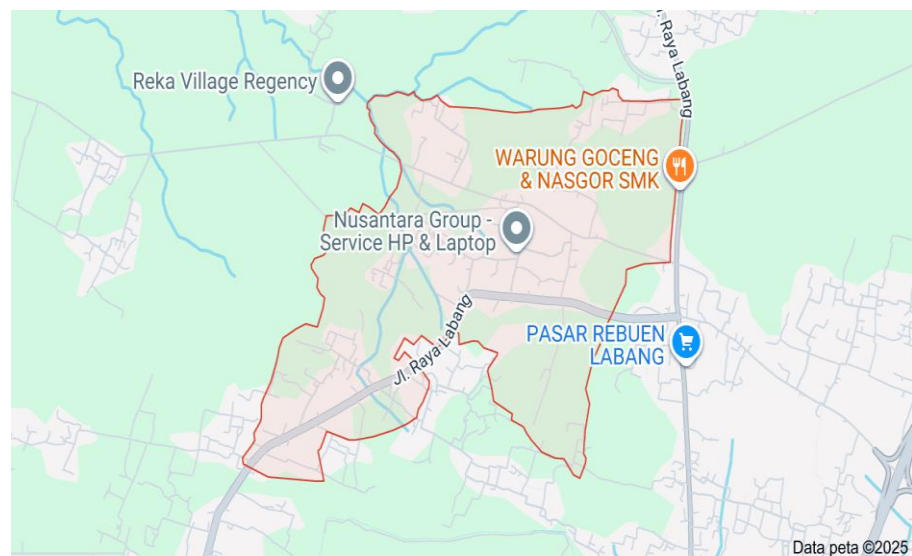 Jl. Raya Labang
Reka Village Regency
WARUNG GOCENG
& NASGOR SMK
Nusantara Group -
Service HP & Laptop
Jl. Raya Labang
PASAR REBUEN
LABANG
Data peta ©2025